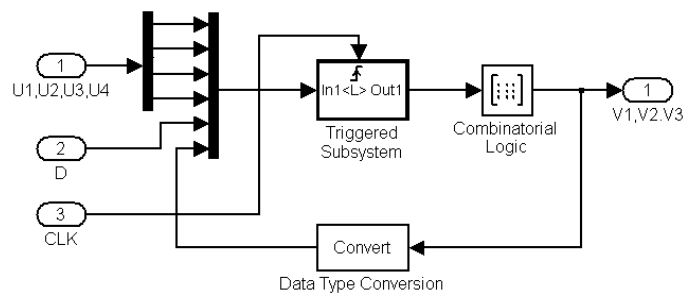 1
U1,U2,U3,U4
2
D
3
CLK
In1<L> Out1
Triggered
Subsystem
Combinatorial
Logic
1
V1,V2.V3
Convert
Data Type Conversion